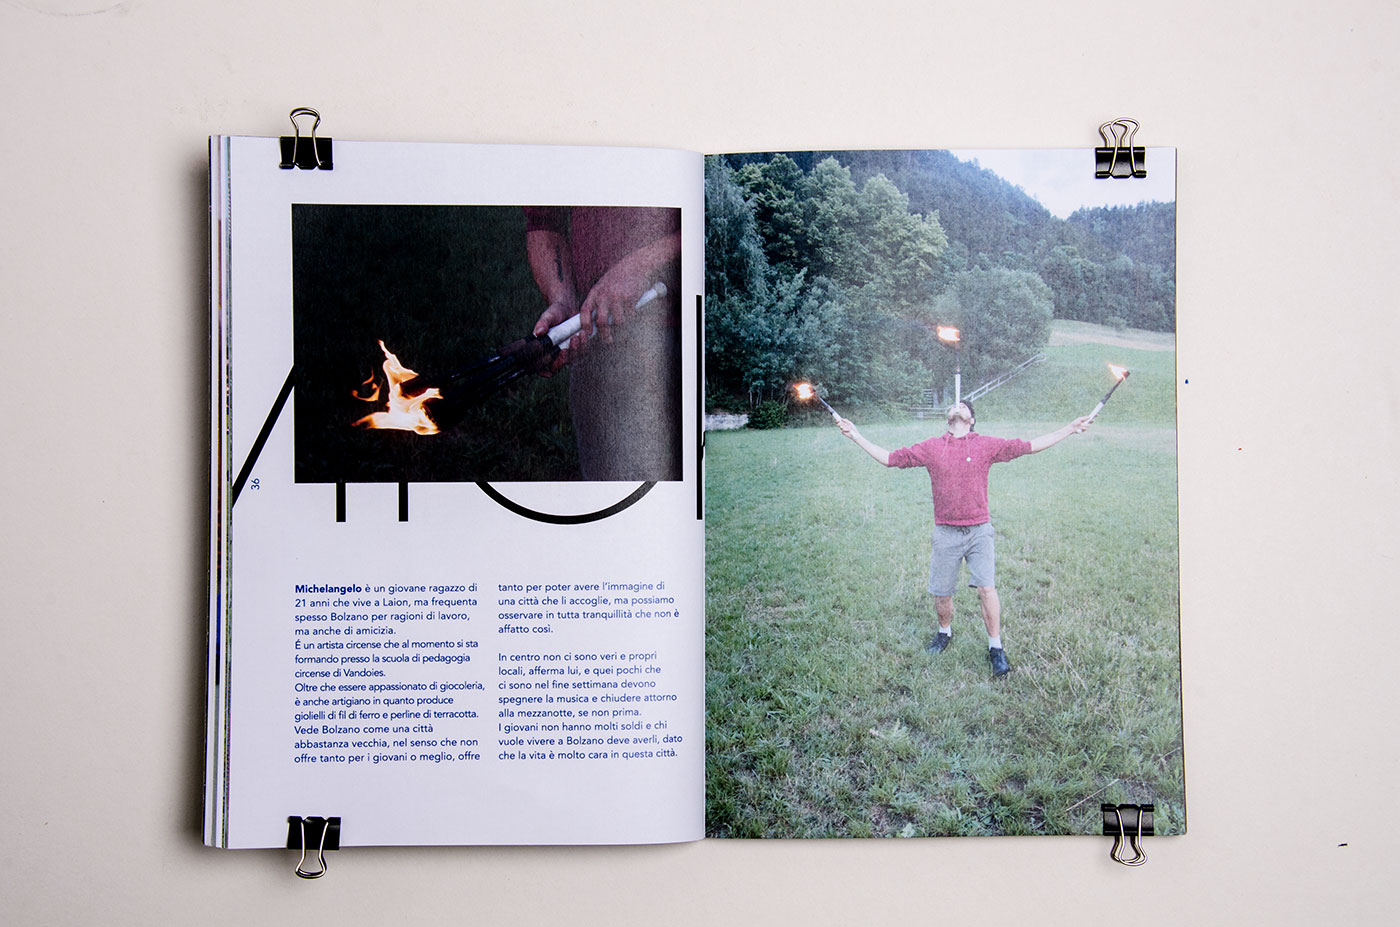 36
Michelangelo è un giovane ragazzo di
21 anni che vive a Laion, ma frequenta
spesso Bolzano per ragioni di lavoro,
ma anche di amicizia.
É un artista circense che al momento si sta
formando presso la scuola di pedagogia
circense di Vandoies.
Oltre che essere appassionato di giocoleria,
è anche artigiano in quanto produce
giolielli di fil di ferro e perline di terracotta.
Vede Bolzano come una città
abbastanza vecchia, nel senso che non
offre tanto per i giovani o meglio, offre
tanto per poter avere l'immagine di
una città che li accoglie, ma possiamo
osservare in tutta tranquillità che non è
affatto così.
In centro non ci sono veri e propri
locali, afferma lui, e quei pochi che
ci sono nel fine settimana devono
spegnere la musica e chiudere attorno
alla mezzanotte, se non prima.
I giovani non hanno molti soldi e chi
vuole vivere a Bolzano deve averli, dato
che la vita è molto cara in questa città.